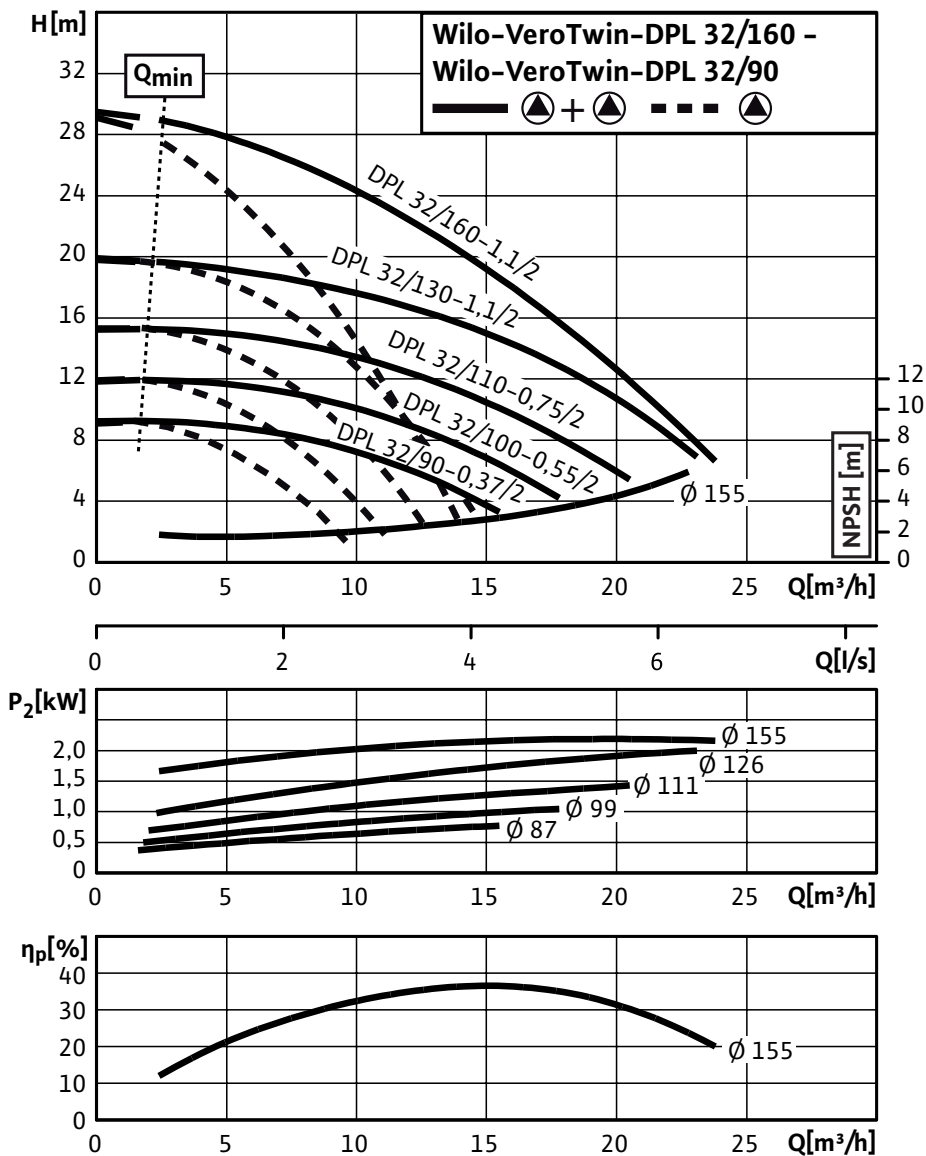 H[m]
Wilo-VeroTwin-DPL 32/160 –
Wilo-VeroTwin-DPL 32/90
+
Qmin
32
28
24
20
16
12
8
4
0
DPL 32/160-1,1/2
DPL 32/130-1,1/2
DPL 32/110-0,75/2
DPL 32/100-0,55/2
DPL 32/90-0,37/2
Ø 155
12
10
8
6
4
2
0
NPSH [m]
0 5 10 15 20 25 Q[m³/h]
0 2 4 6 Q[l/s]
P2[kW]
2,0
1,5
1,0
0,5
0
Ø 155
Ø 126
Ø 111
Ø 99
Ø 87
0 5 10 15 20 25 Q[m³/h]
ηp[%]
40
30
20
10
0
Ø 155
0 5 10 15 20 25 Q[m³/h]